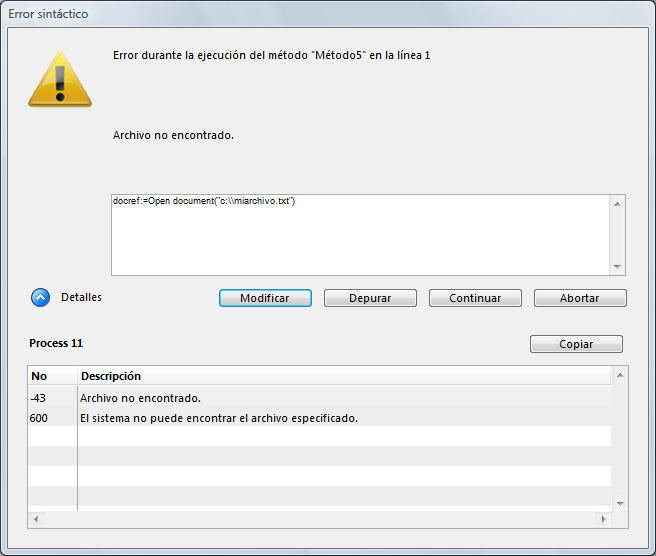 Error sintáctico
Error durante la ejecución del método "Método5" en la línea 1
Archivo no encontrado.
docref:=Open document("c:\\miarchivo.txt")
Detalles
Modificar
Depurar
Continuar
Abortar
Process 11
Copiar
No Descripción
-43 Archivo no encontrado.
600 El sistema no puede encontrar el archivo especificado.